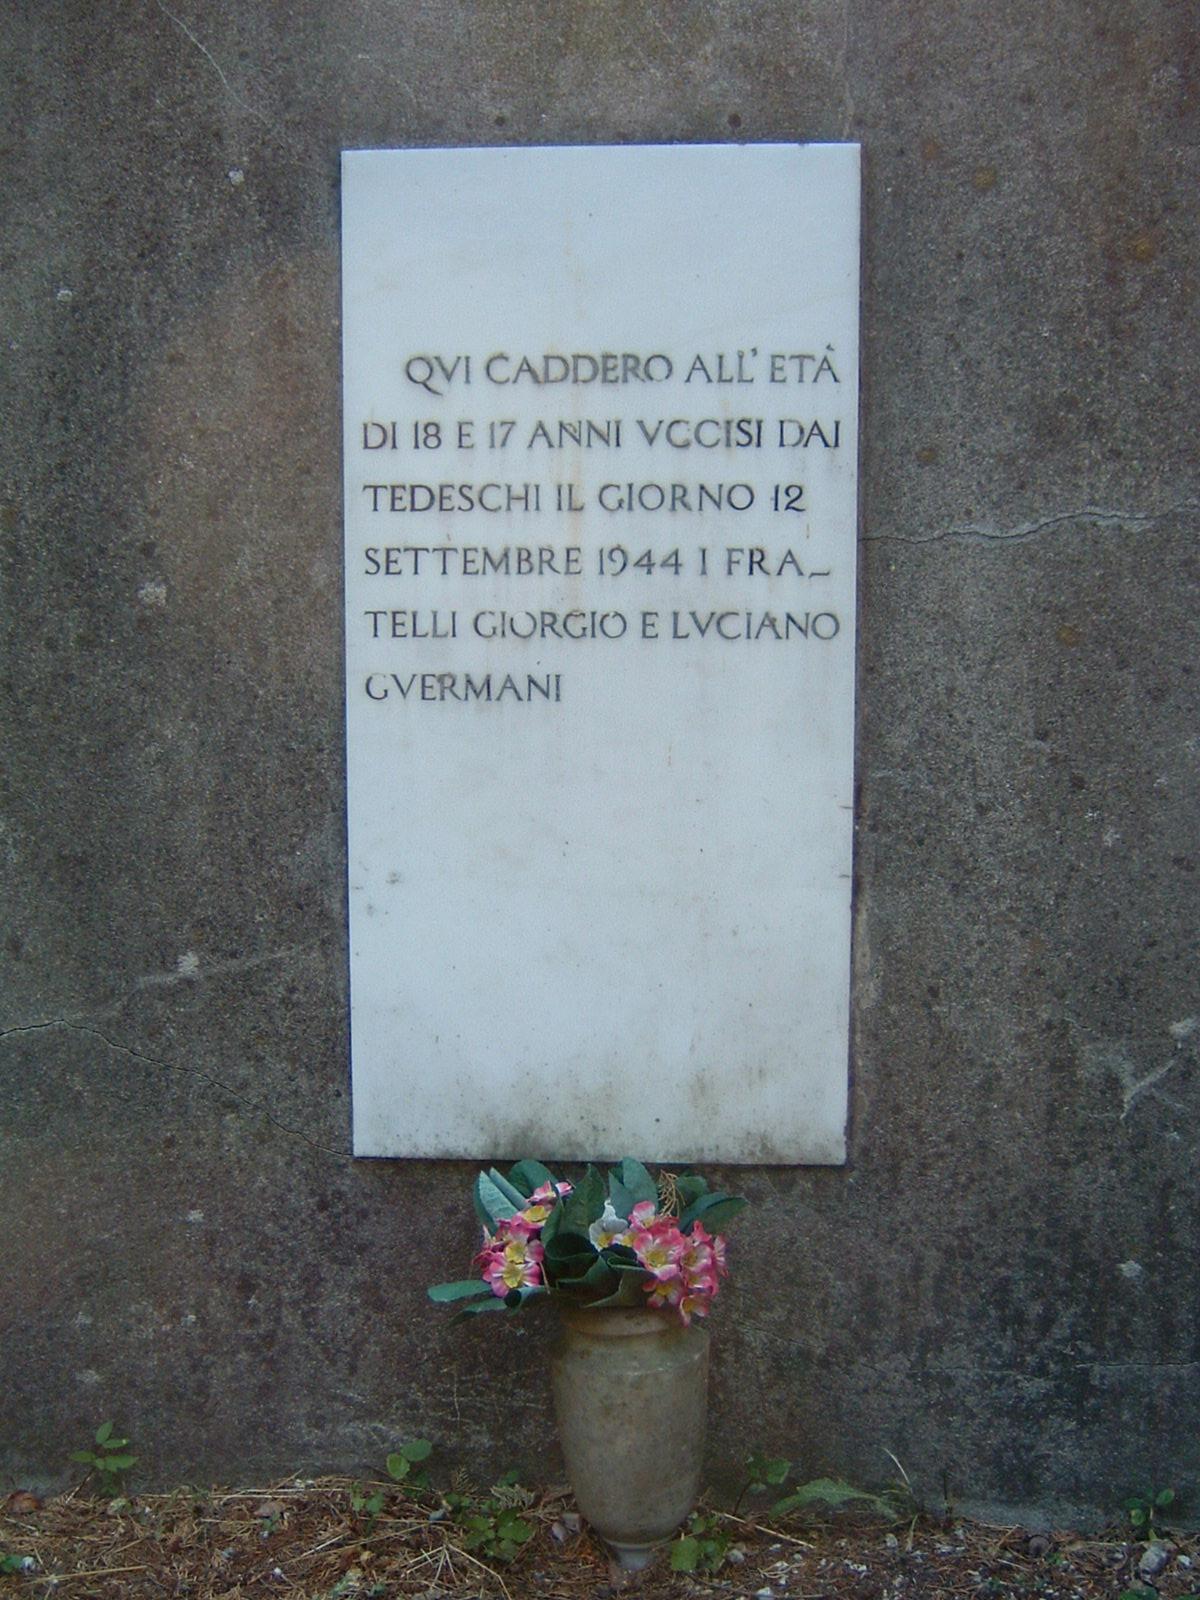 QVI CADDERO ALL' ETÀ
DI 18 E 17 ANNI VCCISI DAI
TEDESCHI IL GIORNO 12
SETTEMBRE 1944 I FRA-
TELLI GIORGIO E LVCIANO
GVERMANI